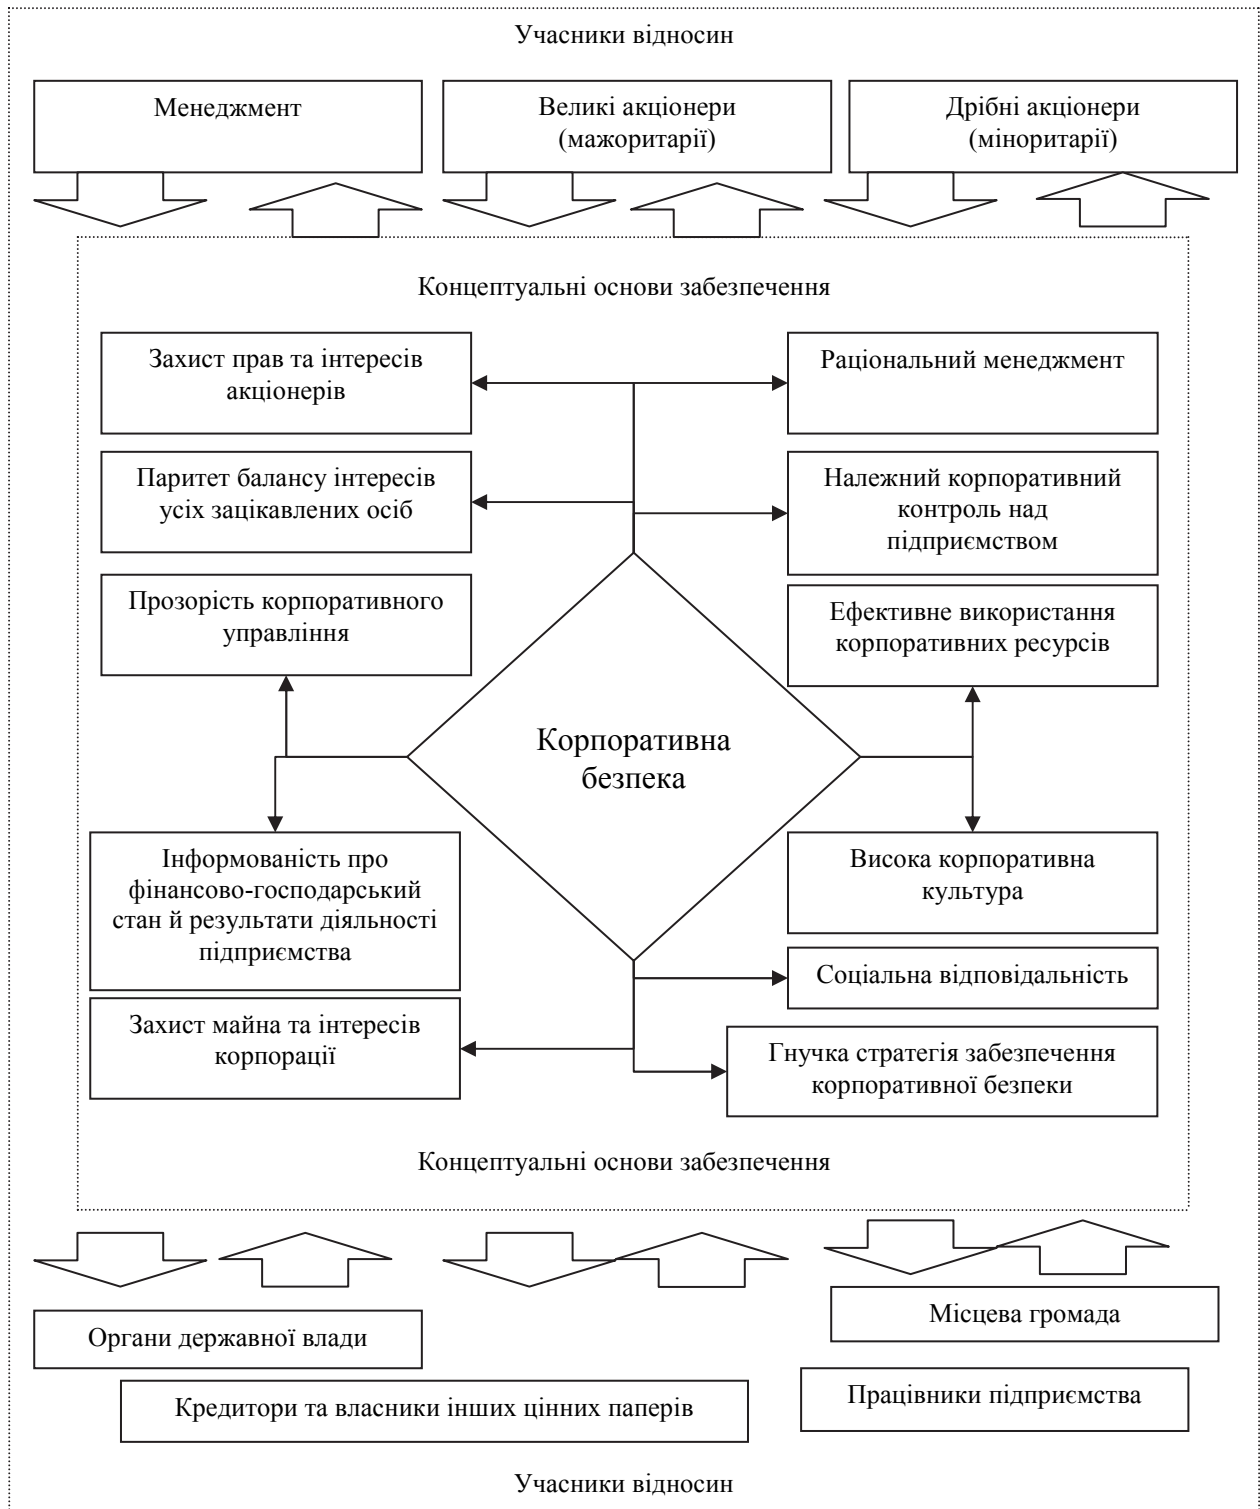 Учасники відносин
Менеджмент
Великі акціонери
(мажоритарії)
Дрібні акціонери
(міноритарії)
Концептуальні основи забезпечення
Захист прав та інтересів
акціонерів
Раціональний менеджмент
Паритет балансу інтересів
усіх зацікавлених осіб
Належний корпоративний
контроль над
підприємством
Прозорість корпоративного
управління
Ефективне використання
корпоративних ресурсів
Корпоративна
безпека
Інформованість про
фінансово-господарський
стан й результати діяльності
підприємства
Висока корпоративна
культура
Соціальна відповідальність
Захист майна та інтересів
корпорації
Гнучка стратегія забезпечення
корпоративної безпеки
Концептуальні основи забезпечення
Органи державної влади
Місцева громада
Кредитори та власники інших цінних паперів
Працівники підприємства
Учасники відносин